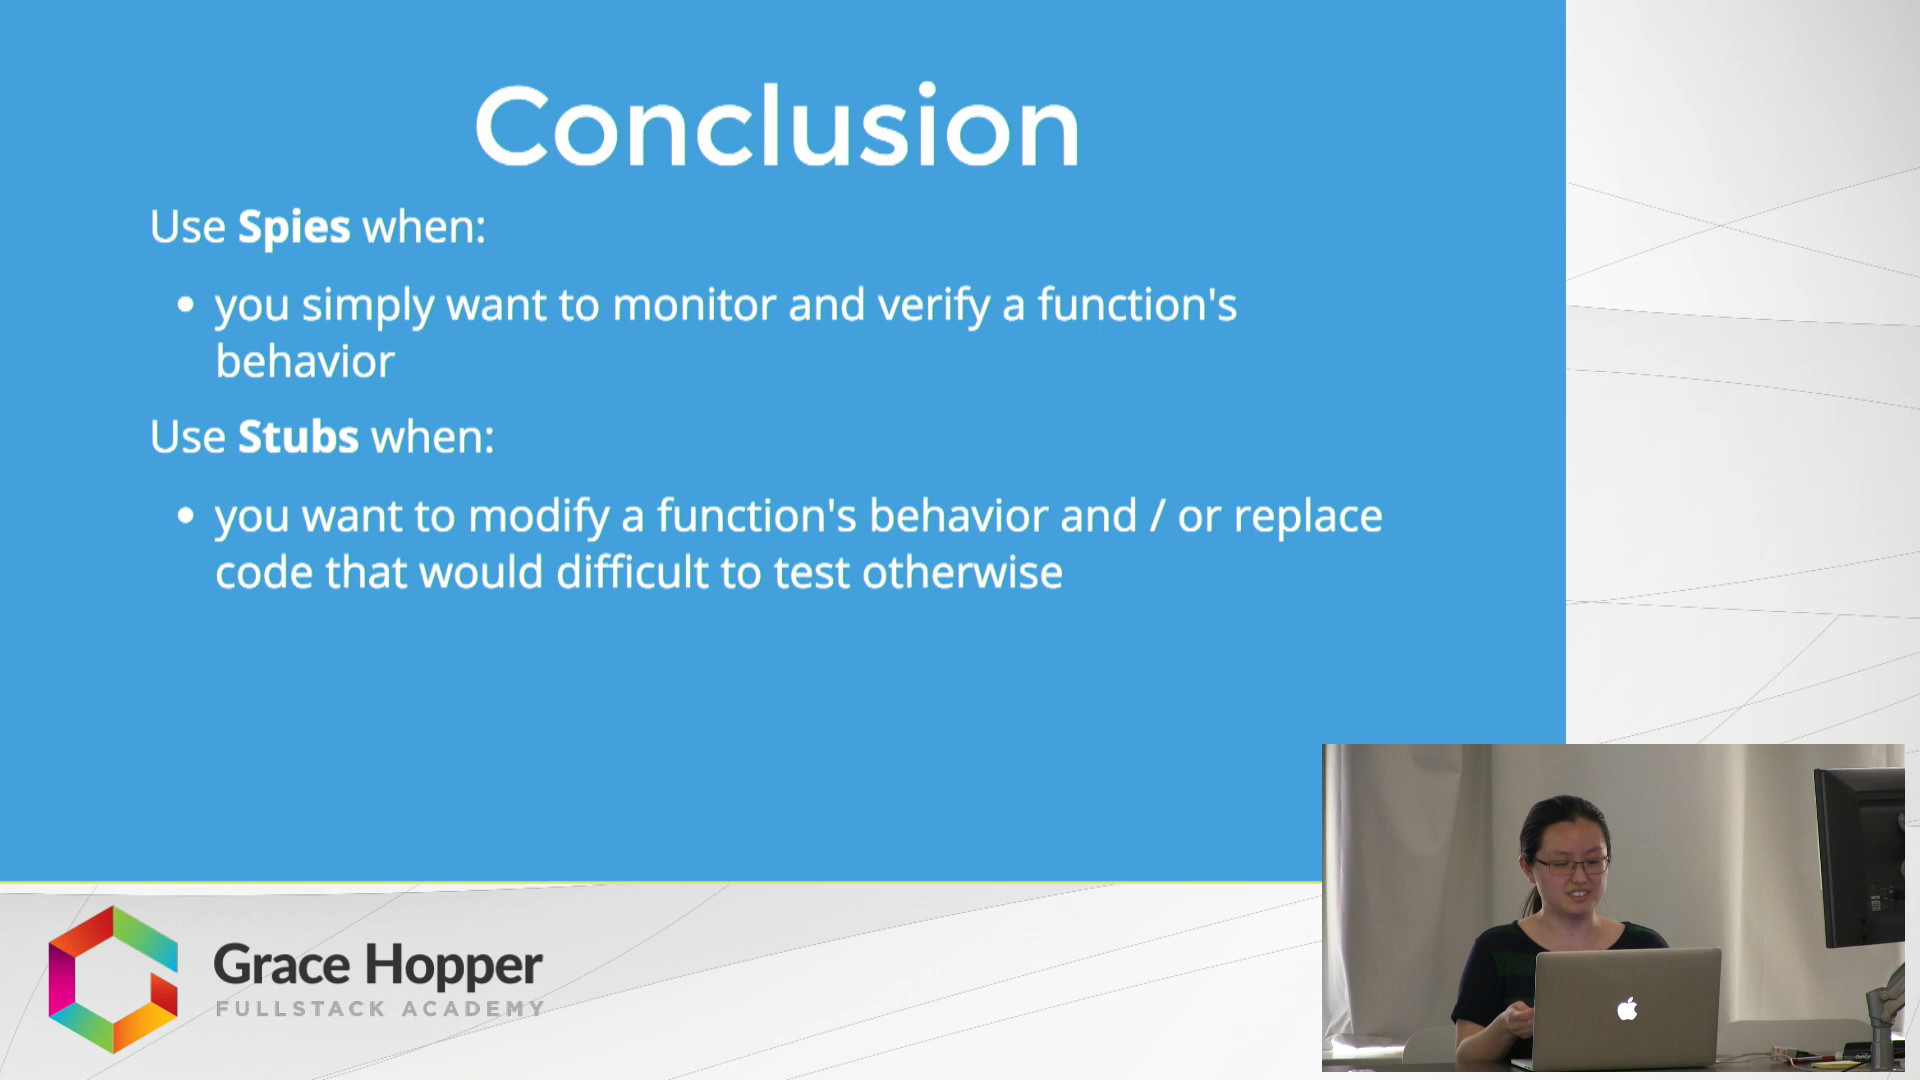 Conclusion
Use Spies when:
you simply want to monitor and verify a function's
behavior
Use Stubs when:
you want to modify a function's behavior and / or replace
code that would difficult to test otherwise
Grace Hopper
FULLSTACK ACADEMY